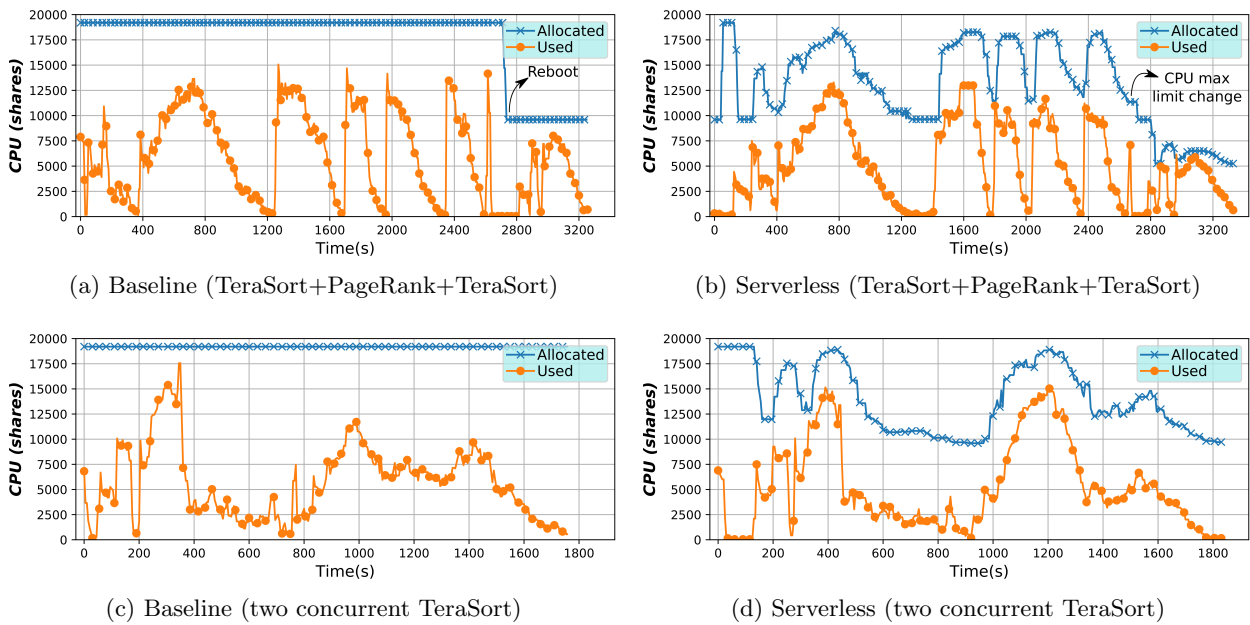 20000
17500
15000
12500
10000
7500
5000
2500
0
CPU (shares)
Allocated
Used
Reboot
0 400 800 1200 1600 2000 2400 2800 3200
Time(s)
(a) Baseline (TeraSort+PageRank+TeraSort)
20000
17500
15000
12500
10000
7500
5000
2500
0
CPU (shares)
Allocated
Used
CPU max
limit change
0 400 800 1200 1600 2000 2400 2800 3200
Time(s)
(b) Serverless (TeraSort+PageRank+TeraSort)
20000
17500
15000
12500
10000
7500
5000
2500
0
CPU (shares)
Allocated
Used
0 200 400 600 800 1000 1200 1400 1600 1800
Time(s)
(c) Baseline (two concurrent TeraSort)
20000
17500
15000
12500
10000
7500
5000
2500
0
CPU (shares)
Allocated
Used
0 200 400 600 800 1000 1200 1400 1600 1800
Time(s)
(d) Serverless (two concurrent TeraSort)